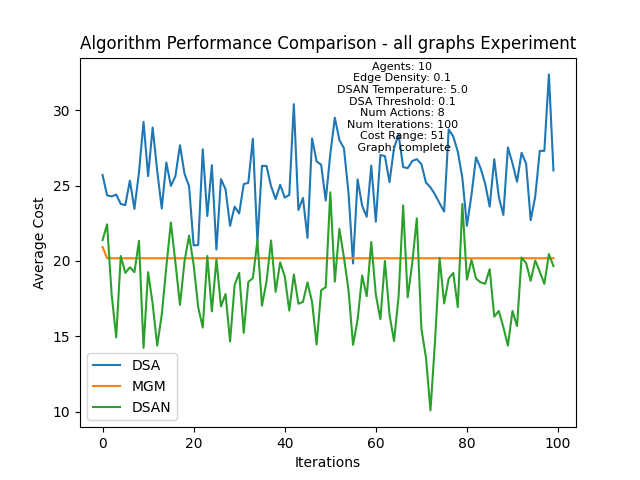 Algorithm Performance Comparison - all graphs Experiment
Agents: 10
Edge Density: 0.1
DSAN Temperature: 5.0
DSA Threshold: 0.1
Num Actions: 8
Num Iterations: 100
Cost Range: 51
Graph: complete
Average Cost
30
25
20
15
10
DSA
MGM
DSAN
0
20
40
60
80
100
Iterations